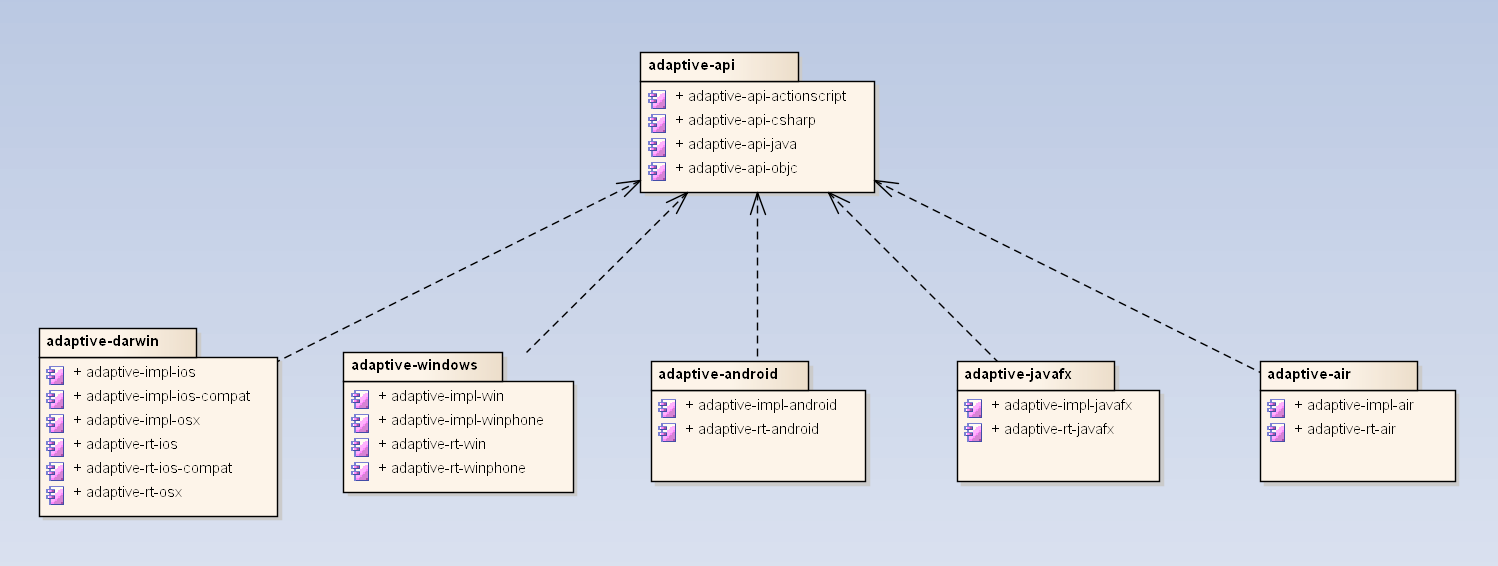 adaptive-api
+ adaptive-api-actionscript
+ adaptive-api-csharp
+ adaptive-api-java
+ adaptive-api-objc
adaptive-darwin
+ adaptive-impl-ios
+ adaptive-impl-ios-compat
+ adaptive-impl-osx
+ adaptive-rt-ios
+ adaptive-rt-ios-compat
+ adaptive-rt-osx
adaptive-windows
+ adaptive-impl-win
+ adaptive-impl-winphone
+ adaptive-rt-win
+ adaptive-rt-winphone
adaptive-android
+ adaptive-impl-android
+ adaptive-rt-android
adaptive-javafx
+ adaptive-impl-javafx
+ adaptive-rt-javafx
adaptive-air
+ adaptive-impl-air
+ adaptive-rt-air